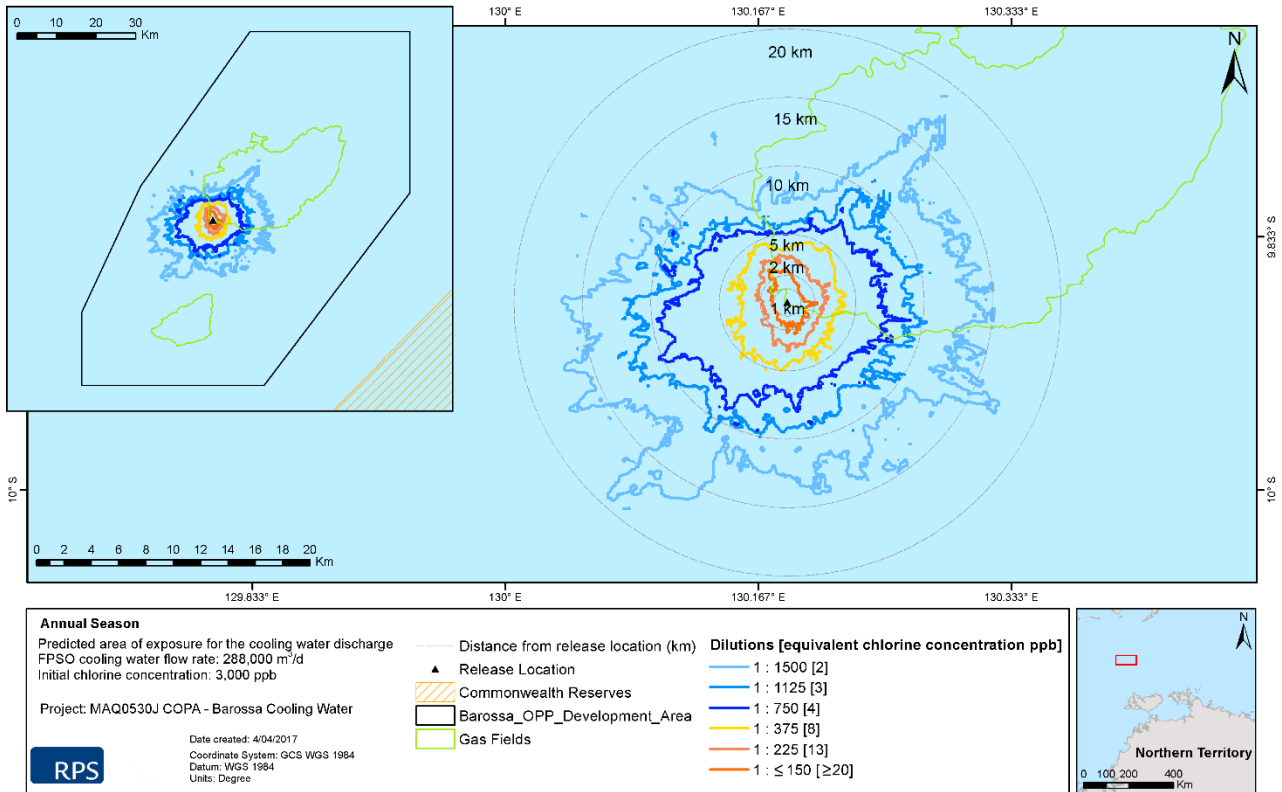 130° E
130.167° E
130.333° E
0 10 20 30
Km
N
20 km
15 km
10 km
5 km
2 km
1 km
9.833° S
10° S
10° S
0 2 4 6 8 10 12 14 16 18 20
Km
129.833° E
130° E
130.167° E
130.333° E
Annual Season
Predicted area of exposure for the cooling water discharge
FPSO cooling water flow rate: 288,000 m³/d
Initial chlorine concentration: 3,000 ppb
Project: MAQ0530J COPA - Barossa Cooling Water
Date created: 4/04/2017
Coordinate System: GCS WGS 1984
Datum: WGS 1984
Units: Degree
RPS
Distance from release location (km)
Release Location
Commonwealth Reserves
Barossa_OPP_Development_Area
Gas Fields
Dilutions [equivalent chlorine concentration ppb]
1 : 1500 [2]
1 : 1125 [3]
1 : 750 [4]
1 : 375 [8]
1 : 225 [13]
1 : ≤ 150 [≥20]
N
Northern Territory
0 100 200 400
Km